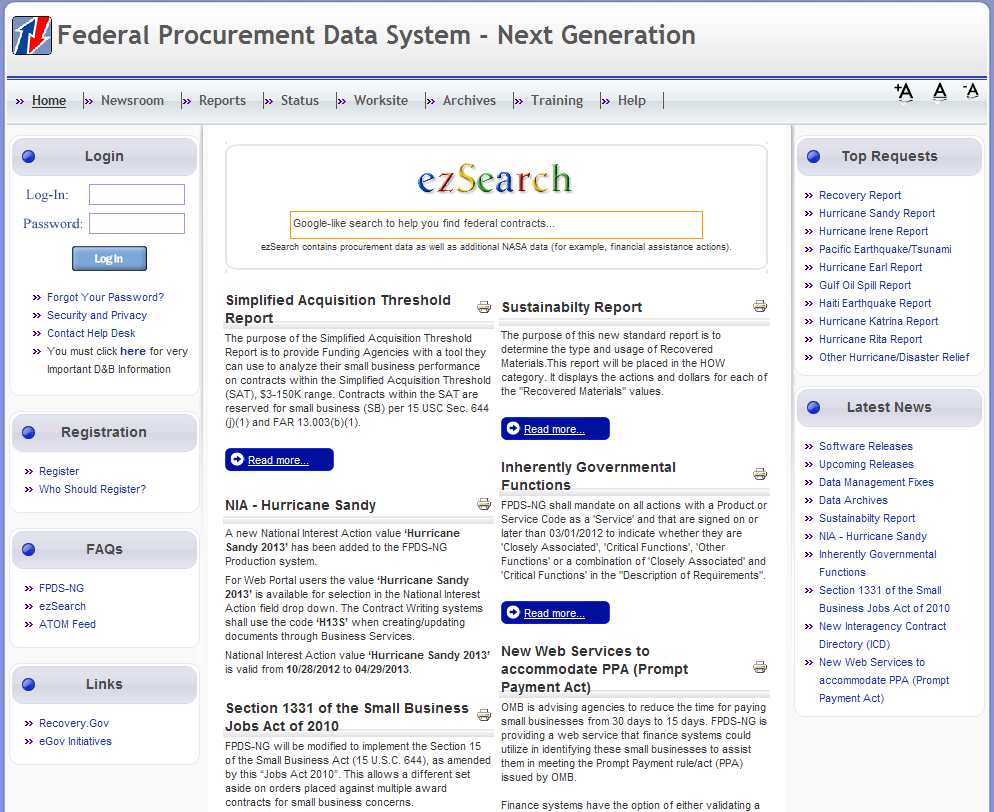 Federal Procurement Data System - Next Generation
Home Newsroom Reports Status Worksite Archives Training Help
+A A -A
Login
Log-In:
Password:
Log In
Forgot Your Password?
Security and Privacy
Contact Help Desk
You must click here for very
Important D&B Information
Registration
Register
Who Should Register?
FAQs
FPDS-NG
ezSearch
ATOM Feed
Links
Recovery.Gov
eGov Initiatives
ezSearch
Google-like search to help you find federal contracts...
ezSearch contains procurement data as well as additional NASA data (for example, financial assistance actions).
Simplified Acquisition Threshold
Report
The purpose of the Simplified Acquisition Threshold
Report is to provide Funding Agencies with a tool they
can use to analyze their small business performance
on contracts within the Simplified Acquisition Threshold
(SAT), $3-150K range. Contracts within the SAT are
reserved for small business (SB) per 15 USC Sec. 644
(j)(1) and FAR 13.003(b)(1).
Read more...
NIA - Hurricane Sandy
A new National Interest Action value ‘Hurricane
Sandy 2013’ has been added to the FPDS-NG
Production system.
For Web Portal users the value ‘Hurricane Sandy
2013’ is available for selection in the National Interest
Action field drop down. The Contract Writing systems
shall use the code ‘H13S’ when creating/updating
documents through Business Services.
National Interest Action value ‘Hurricane Sandy 2013’
is valid from 10/28/2012 to 04/29/2013.
Section 1331 of the Small Business
Jobs Act of 2010
FPDS-NG will be modified to implement the Section 15
of the Small Business Act (15 U.S.C. 644), as amended
by this “Jobs Act 2010”. This allows a different set
aside on orders placed against multiple award
contracts for small business concerns.
Sustainabilty Report
The purpose of this new standard report is to
determine the type and usage of Recovered
Materials.This report will be placed in the HOW
category. It displays the actions and dollars for each of
the "Recovered Materials" values.
Read more...
Inherently Governmental
Functions
FPDS-NG shall mandate on all actions with a Product or
Service Code as a 'Service' and that are signed on or
later than 03/01/2012 to indicate whether they are
'Closely Associated', 'Critical Functions', 'Other
Functions' or a combination of 'Closely Associated' and
'Critical Functions' in the "Description of Requirements".
Read more...
New Web Services to
accommodate PPA (Prompt
Payment Act)
OMB is advising agencies to reduce the time for paying
small businesses from 30 days to 15 days. FPDS-NG is
providing a web service that finance systems could
utilize in identifying these small businesses to assist
them in meeting the Prompt Payment rule/act (PPA)
issued by OMB.
Finance systems have the option of either validating a
Top Requests
Recovery Report
Hurricane Sandy Report
Hurricane Irene Report
Pacific Earthquake/Tsunami
Hurricane Earl Report
Gulf Oil Spill Report
Haiti Earthquake Report
Hurricane Katrina Report
Hurricane Rita Report
Other Hurricane/Disaster Relief
Latest News
Software Releases
Upcoming Releases
Data Management Fixes
Data Archives
Sustainabilty Report
NIA - Hurricane Sandy
Inherently Governmental
Functions
Section 1331 of the Small
Business Jobs Act of 2010
New Interagency Contract
Directory (ICD)
New Web Services to
accommodate PPA (Prompt
Payment Act)